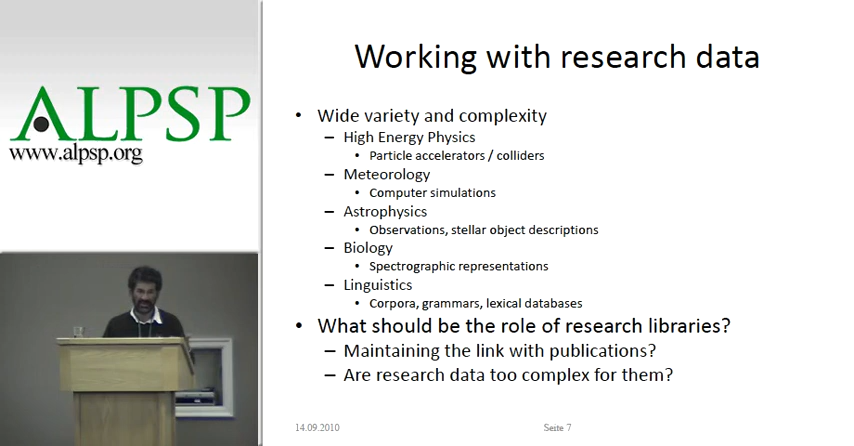 ALPSP
www.alpsp.org
Working with research data
• Wide variety and complexity
– High Energy Physics
• Particle accelerators / colliders
– Meteorology
• Computer simulations
– Astrophysics
• Observations, stellar object descriptions
– Biology
• Spectrographic representations
– Linguistics
• Corpora, grammars, lexical databases
• What should be the role of research libraries?
– Maintaining the link with publications?
– Are research data too complex for them?
14.09.2010
Seite 7